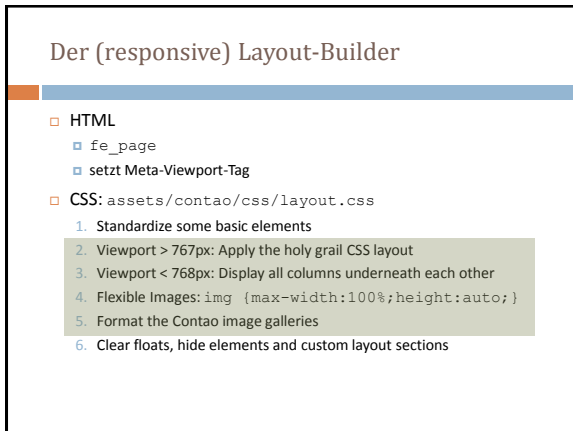 Der (responsive) Layout-Builder
HTML
fe_page
setzt Meta-Viewport-Tag
CSS: assets/contao/css/layout.css
1. Standardize some basic elements
2. Viewport > 767px: Apply the holy grail CSS layout
3. Viewport < 768px: Display all columns underneath each other
4. Flexible Images: img {max-width:100%;height:auto;}
5. Format the Contao image galleries
6. Clear floats, hide elements and custom layout sections